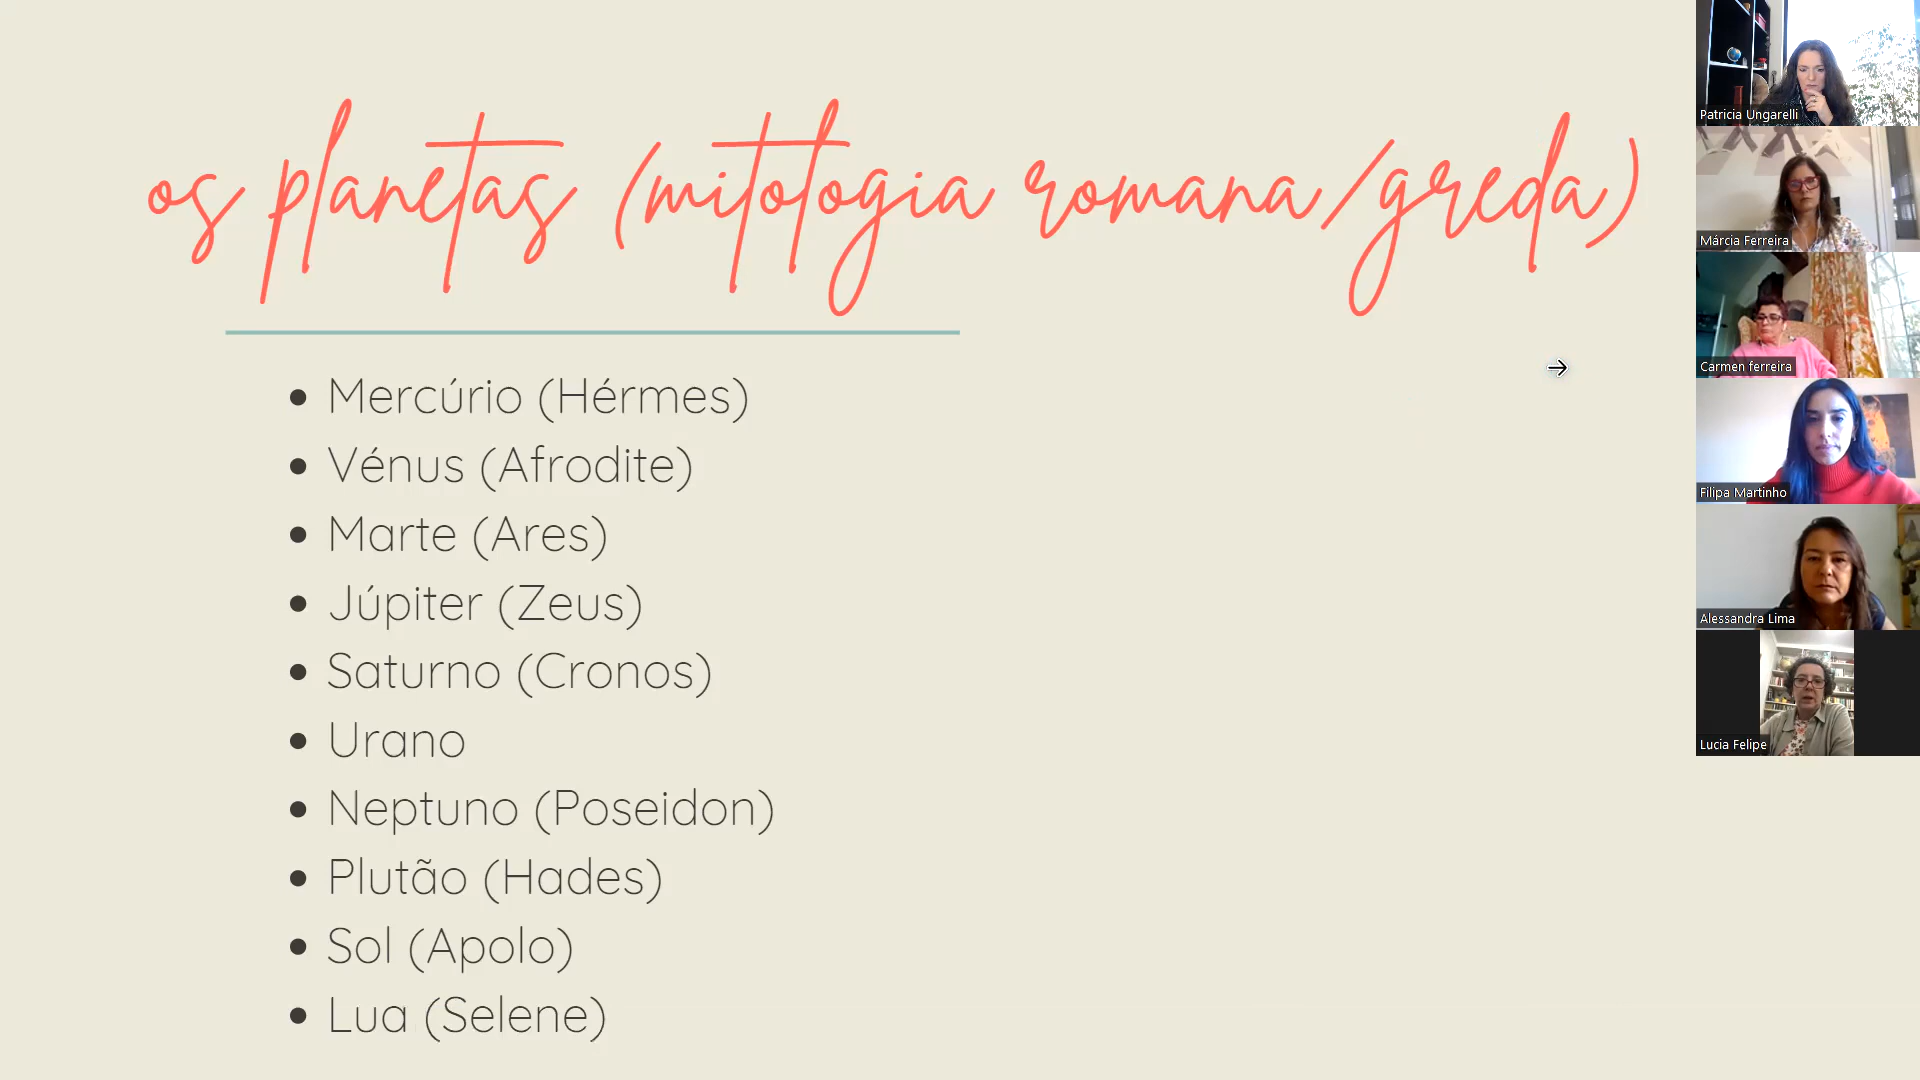 os planetas (mitologia romana/greda)
• Mercúrio (Hérmes)
• Vénus (Afrodite)
• Marte (Ares)
• Júpiter (Zeus)
• Saturno (Cronos)
• Urano
• Neptuno (Poseidon)
• Plutão (Hades)
• Sol (Apolo)
• Lua (Selene)
Patricia Ungarelli
Márcia Ferreira
Carmen ferreira
Filipa Martinho
Alessandra Lima
Lucia Felipe